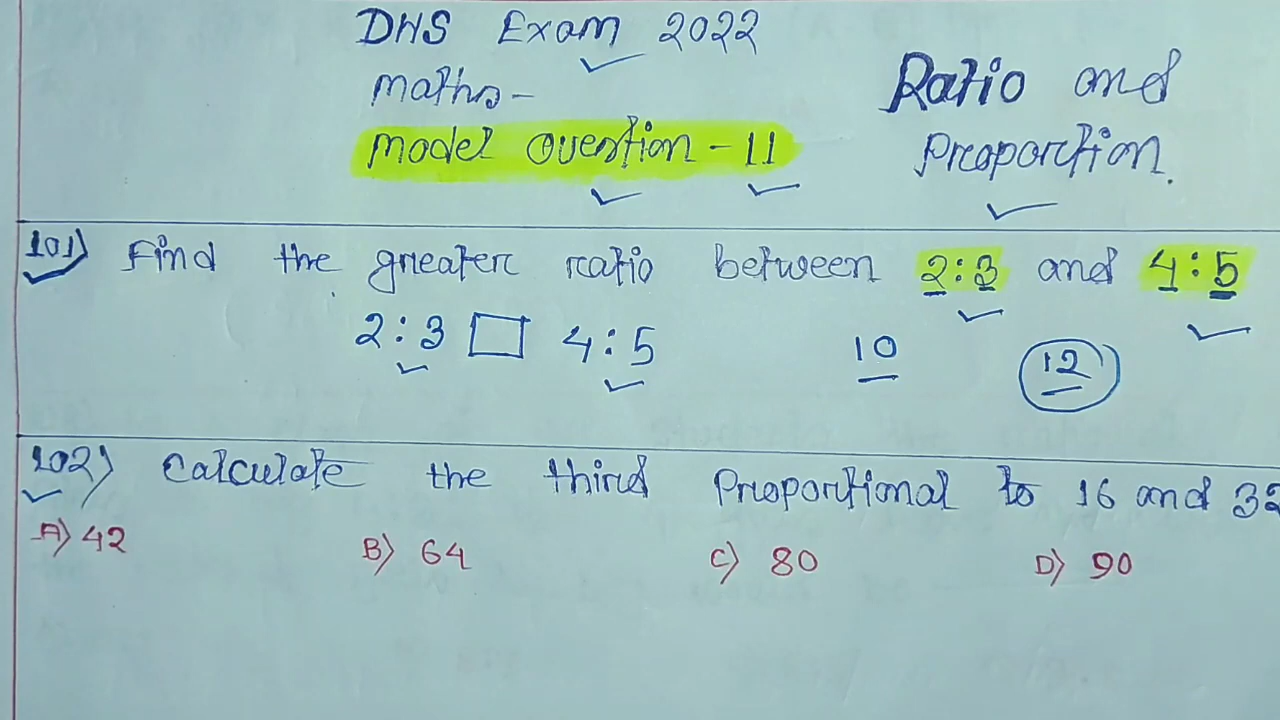 DHS Exam 2022
maths-
model question - 11
Ratio and
Proportion.
101) Find the greater ratio between 2:3 and 4:5
2:3 □ 4:5 10 12
102) Calculate the third Proportional to 16 and 32
A) 42 B) 64 C) 80 D) 90